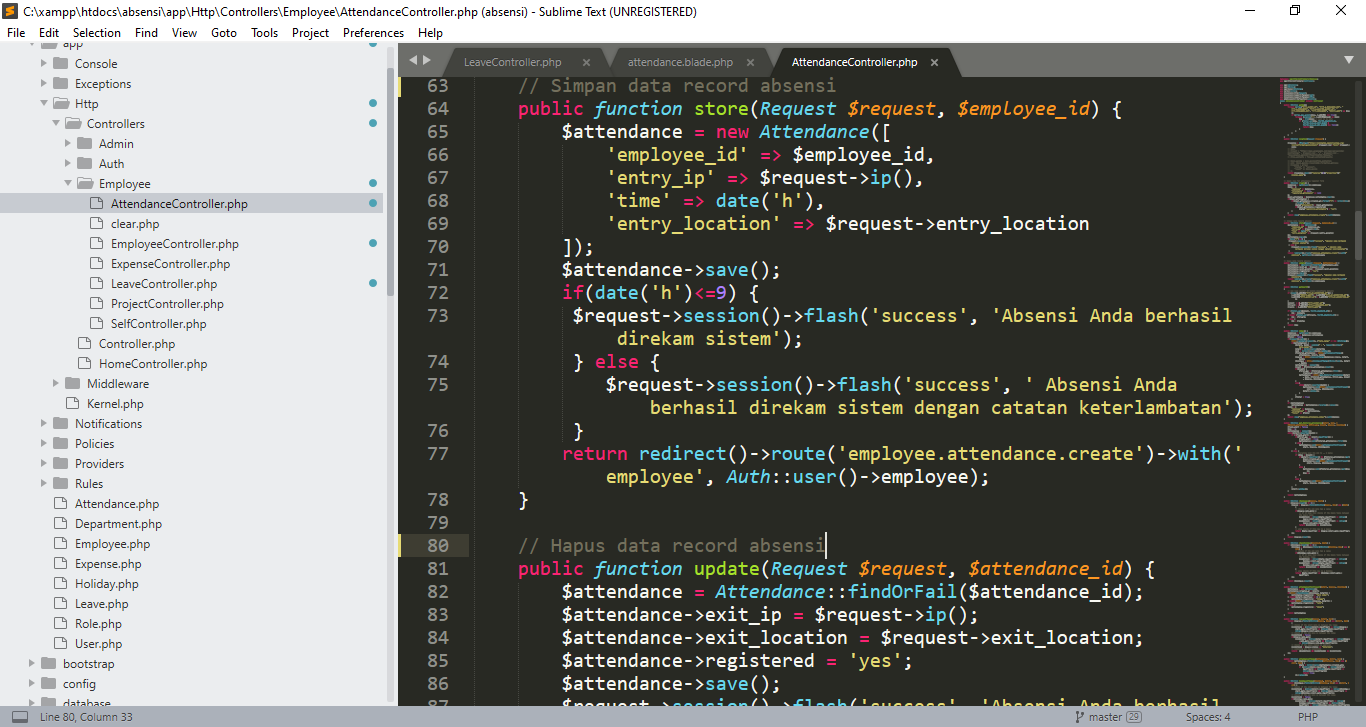 C:\xampp\htdocs\absensi\app\Http\Controllers\Employee\AttendanceController.php (absensi) - Sublime Text (UNREGISTERED)
File Edit Selection Find View Goto Tools Project Preferences Help
app
Console
Exceptions
Http
Controllers
Admin
Auth
Employee
AttendanceController.php
clear.php
EmployeeController.php
ExpenseController.php
LeaveController.php
ProjectController.php
SelfController.php
Controller.php
HomeController.php
Middleware
Kernel.php
Notifications
Policies
Providers
Rules
Attendance.php
Department.php
Employee.php
Expense.php
Holiday.php
Leave.php
Role.php
User.php
bootstrap
config
database
LeaveController.php attendance.blade.php AttendanceController.php
63 // Simpan data record absensi
64 public function store(Request $request, $employee_id) {
65 $attendance = new Attendance([
66 'employee_id' => $employee_id,
67 'entry_ip' => $request->ip(),
68 'time' => date('h'),
69 'entry_location' => $request->entry_location
70 ]);
71 $attendance->save();
72 if(date('h')<=9) {
73 $request->session()->flash('success', 'Absensi Anda berhasil
direkam sistem');
74 } else {
75 $request->session()->flash('success', ' Absensi Anda
berhasil direkam sistem dengan catatan keterlambatan');
76 }
77 return redirect()->route('employee.attendance.create')->with('
employee', Auth::user()->employee);
78 }
79
80 // Hapus data record absensi
81 public function update(Request $request, $attendance_id) {
82 $attendance = Attendance::findOrFail($attendance_id);
83 $attendance->exit_ip = $request->ip();
84 $attendance->exit_location = $request->exit_location;
85 $attendance->registered = 'yes';
86 $attendance->save();
87 $request->session()->flash('success', 'Absensi Anda berhasil
Line 80, Column 33 master 29 Spaces: 4 PHP